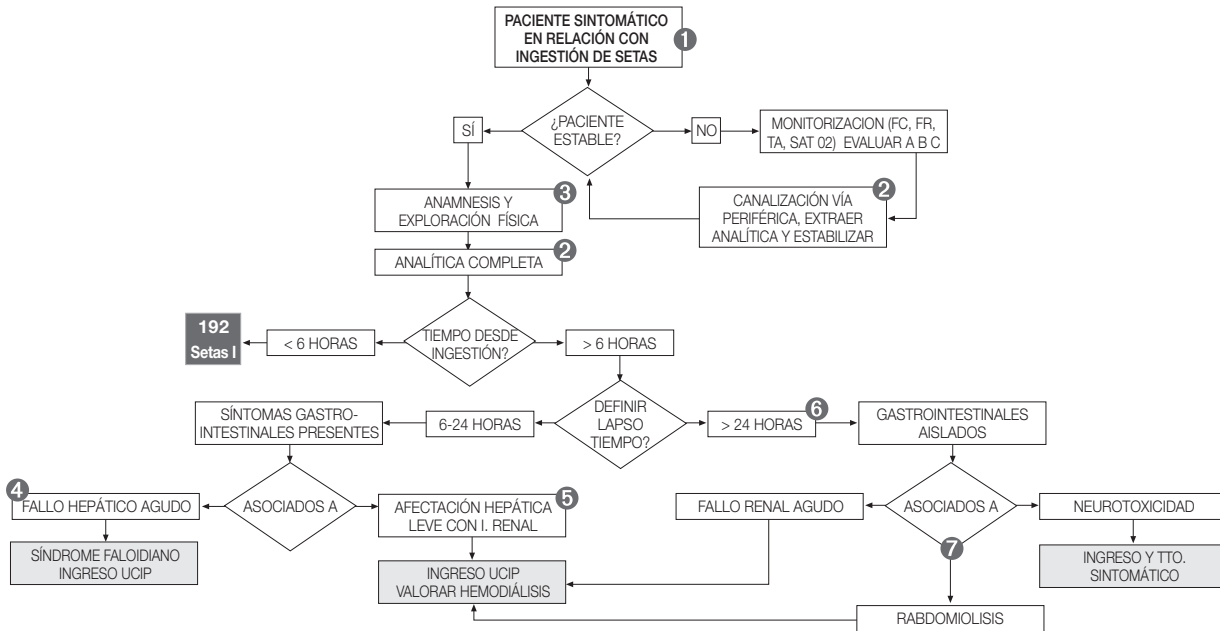 PACIENTE SINTOMÁTICO
EN RELACIÓN CON
INGESTIÓN DE SETAS
1
¿PACIENTE
ESTABLE?
SÍ
NO
MONITORIZACION (FC, FR,
TA, SAT 02) EVALUAR A B C
2
CANALIZACIÓN VÍA
PERIFÉRICA, EXTRAER
ANALÍTICA Y ESTABILIZAR
3
ANAMNESIS Y
EXPLORACIÓN FÍSICA
2
ANALÍTICA COMPLETA
TIEMPO DESDE
INGESTIÓN?
192
Setas I
< 6 HORAS
> 6 HORAS
DEFINIR
LAPSO
TIEMPO?
SÍNTOMAS GASTRO-
INTESTINALES PRESENTES
6-24 HORAS
> 24 HORAS
6
GASTROINTESTINALES
AISLADOS
4
FALLO HEPÁTICO AGUDO
ASOCIADOS A
5
AFECTACIÓN HEPÁTICA
LEVE CON I. RENAL
FALLO RENAL AGUDO
ASOCIADOS A
NEUROTOXICIDAD
7
SÍNDROME FALOIDIANO
INGRESO UCIP
INGRESO UCIP
VALORAR HEMODIÁLISIS
INGRESO Y TTO.
SINTOMÁTICO
RABDOMIOLISIS